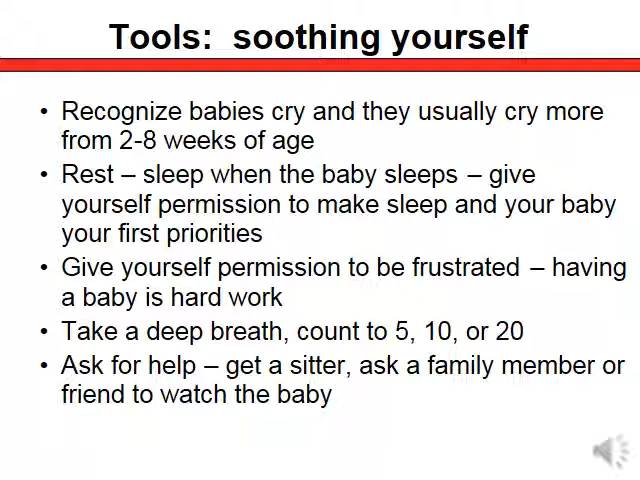 Tools:  soothing yourself
• Recognize babies cry and they usually cry more
from 2-8 weeks of age
• Rest – sleep when the baby sleeps – give
yourself permission to make sleep and your baby
your first priorities
• Give yourself permission to be frustrated – having
a baby is hard work
• Take a deep breath, count to 5, 10, or 20
• Ask for help – get a sitter, ask a family member or
friend to watch the baby